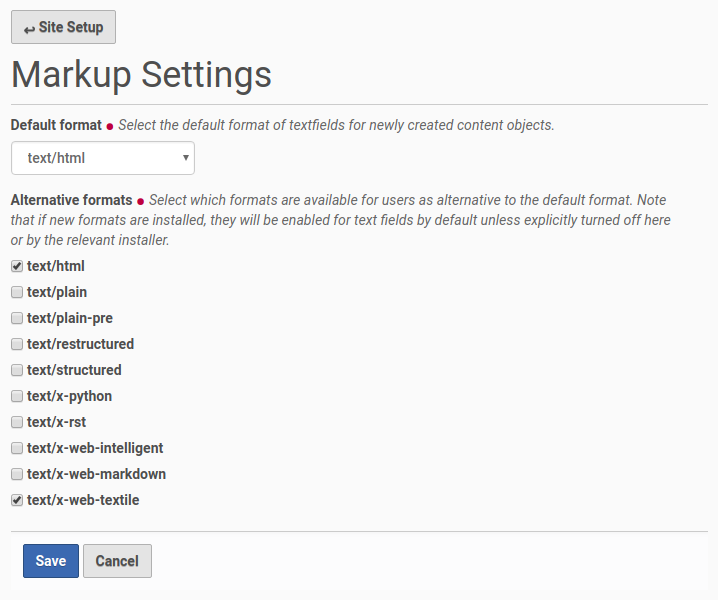 Site Setup
Markup Settings
Default format ● Select the default format of textfields for newly created content objects.
text/html
Alternative formats ● Select which formats are available for users as alternative to the default format. Note
that if new formats are installed, they will be enabled for text fields by default unless explicitly turned off here
or by the relevant installer.
text/html
text/plain
text/plain-pre
text/restructured
text/structured
text/x-python
text/x-rst
text/x-web-intelligent
text/x-web-markdown
text/x-web-textile
Save Cancel